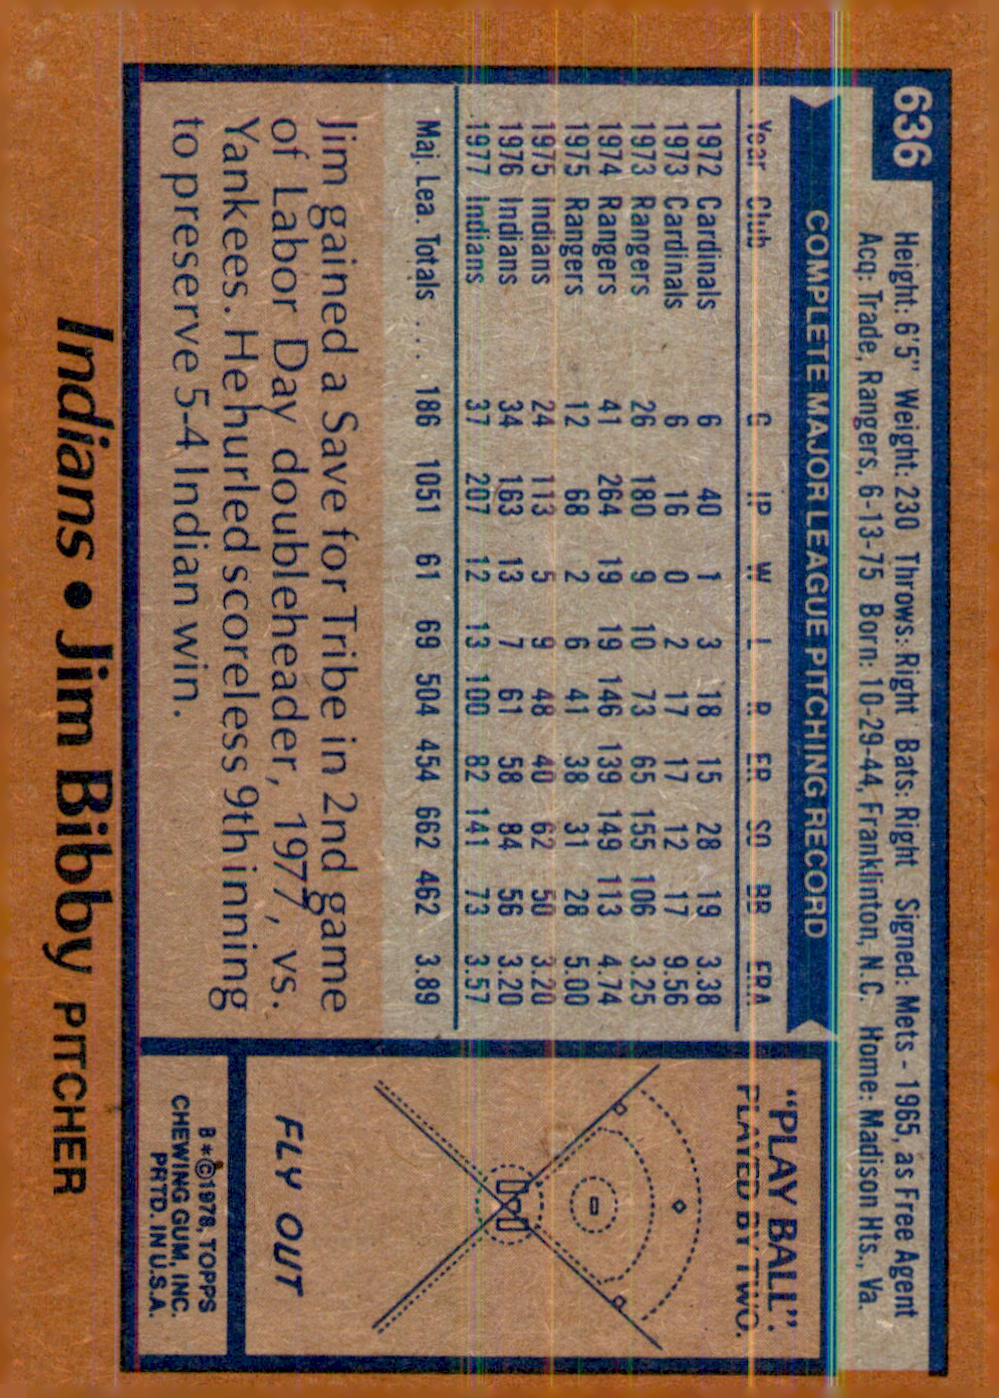 636
Height: 6'5" Weight: 230 Throws: Right Bats: Right Signed: Mets - 1965, as Free Agent
Acq: Trade, Rangers, 6-13-75 Born: 10-29-44, Franklinton, N.C. Home: Madison Hts., Va.
COMPLETE MAJOR LEAGUE PITCHING RECORD
Year Club G IP W L R ER SO BB ERA
1972 Cardinals 6 40 1 3 18 15 28 19 3.38
1973 Cardinals 6 16 0 2 17 17 12 17 9.56
1973 Rangers 26 180 9 10 73 65 155 106 3.25
1974 Rangers 41 264 19 19 146 139 149 113 4.74
1975 Rangers 12 68 2 6 41 38 31 28 5.00
1975 Indians 24 113 5 9 48 40 62 50 3.20
1976 Indians 34 163 13 7 61 58 84 56 3.20
1977 Indians 37 207 12 13 100 82 141 73 3.57
Maj. Lea. Totals ... 186 1051 61 69 504 454 662 462 3.89
Jim gained a Save for Tribe in 2nd game
of Labor Day doubleheader, 1977, vs.
Yankees. He hurled scoreless 9th inning
to preserve 5-4 Indian win.
"PLAY BALL".
PLAYED BY TWO.
FLY OUT
B*©1978, TOPPS
CHEWING GUM, INC.
PRTD. IN U.S.A.
Indians • Jim Bibby PITCHER